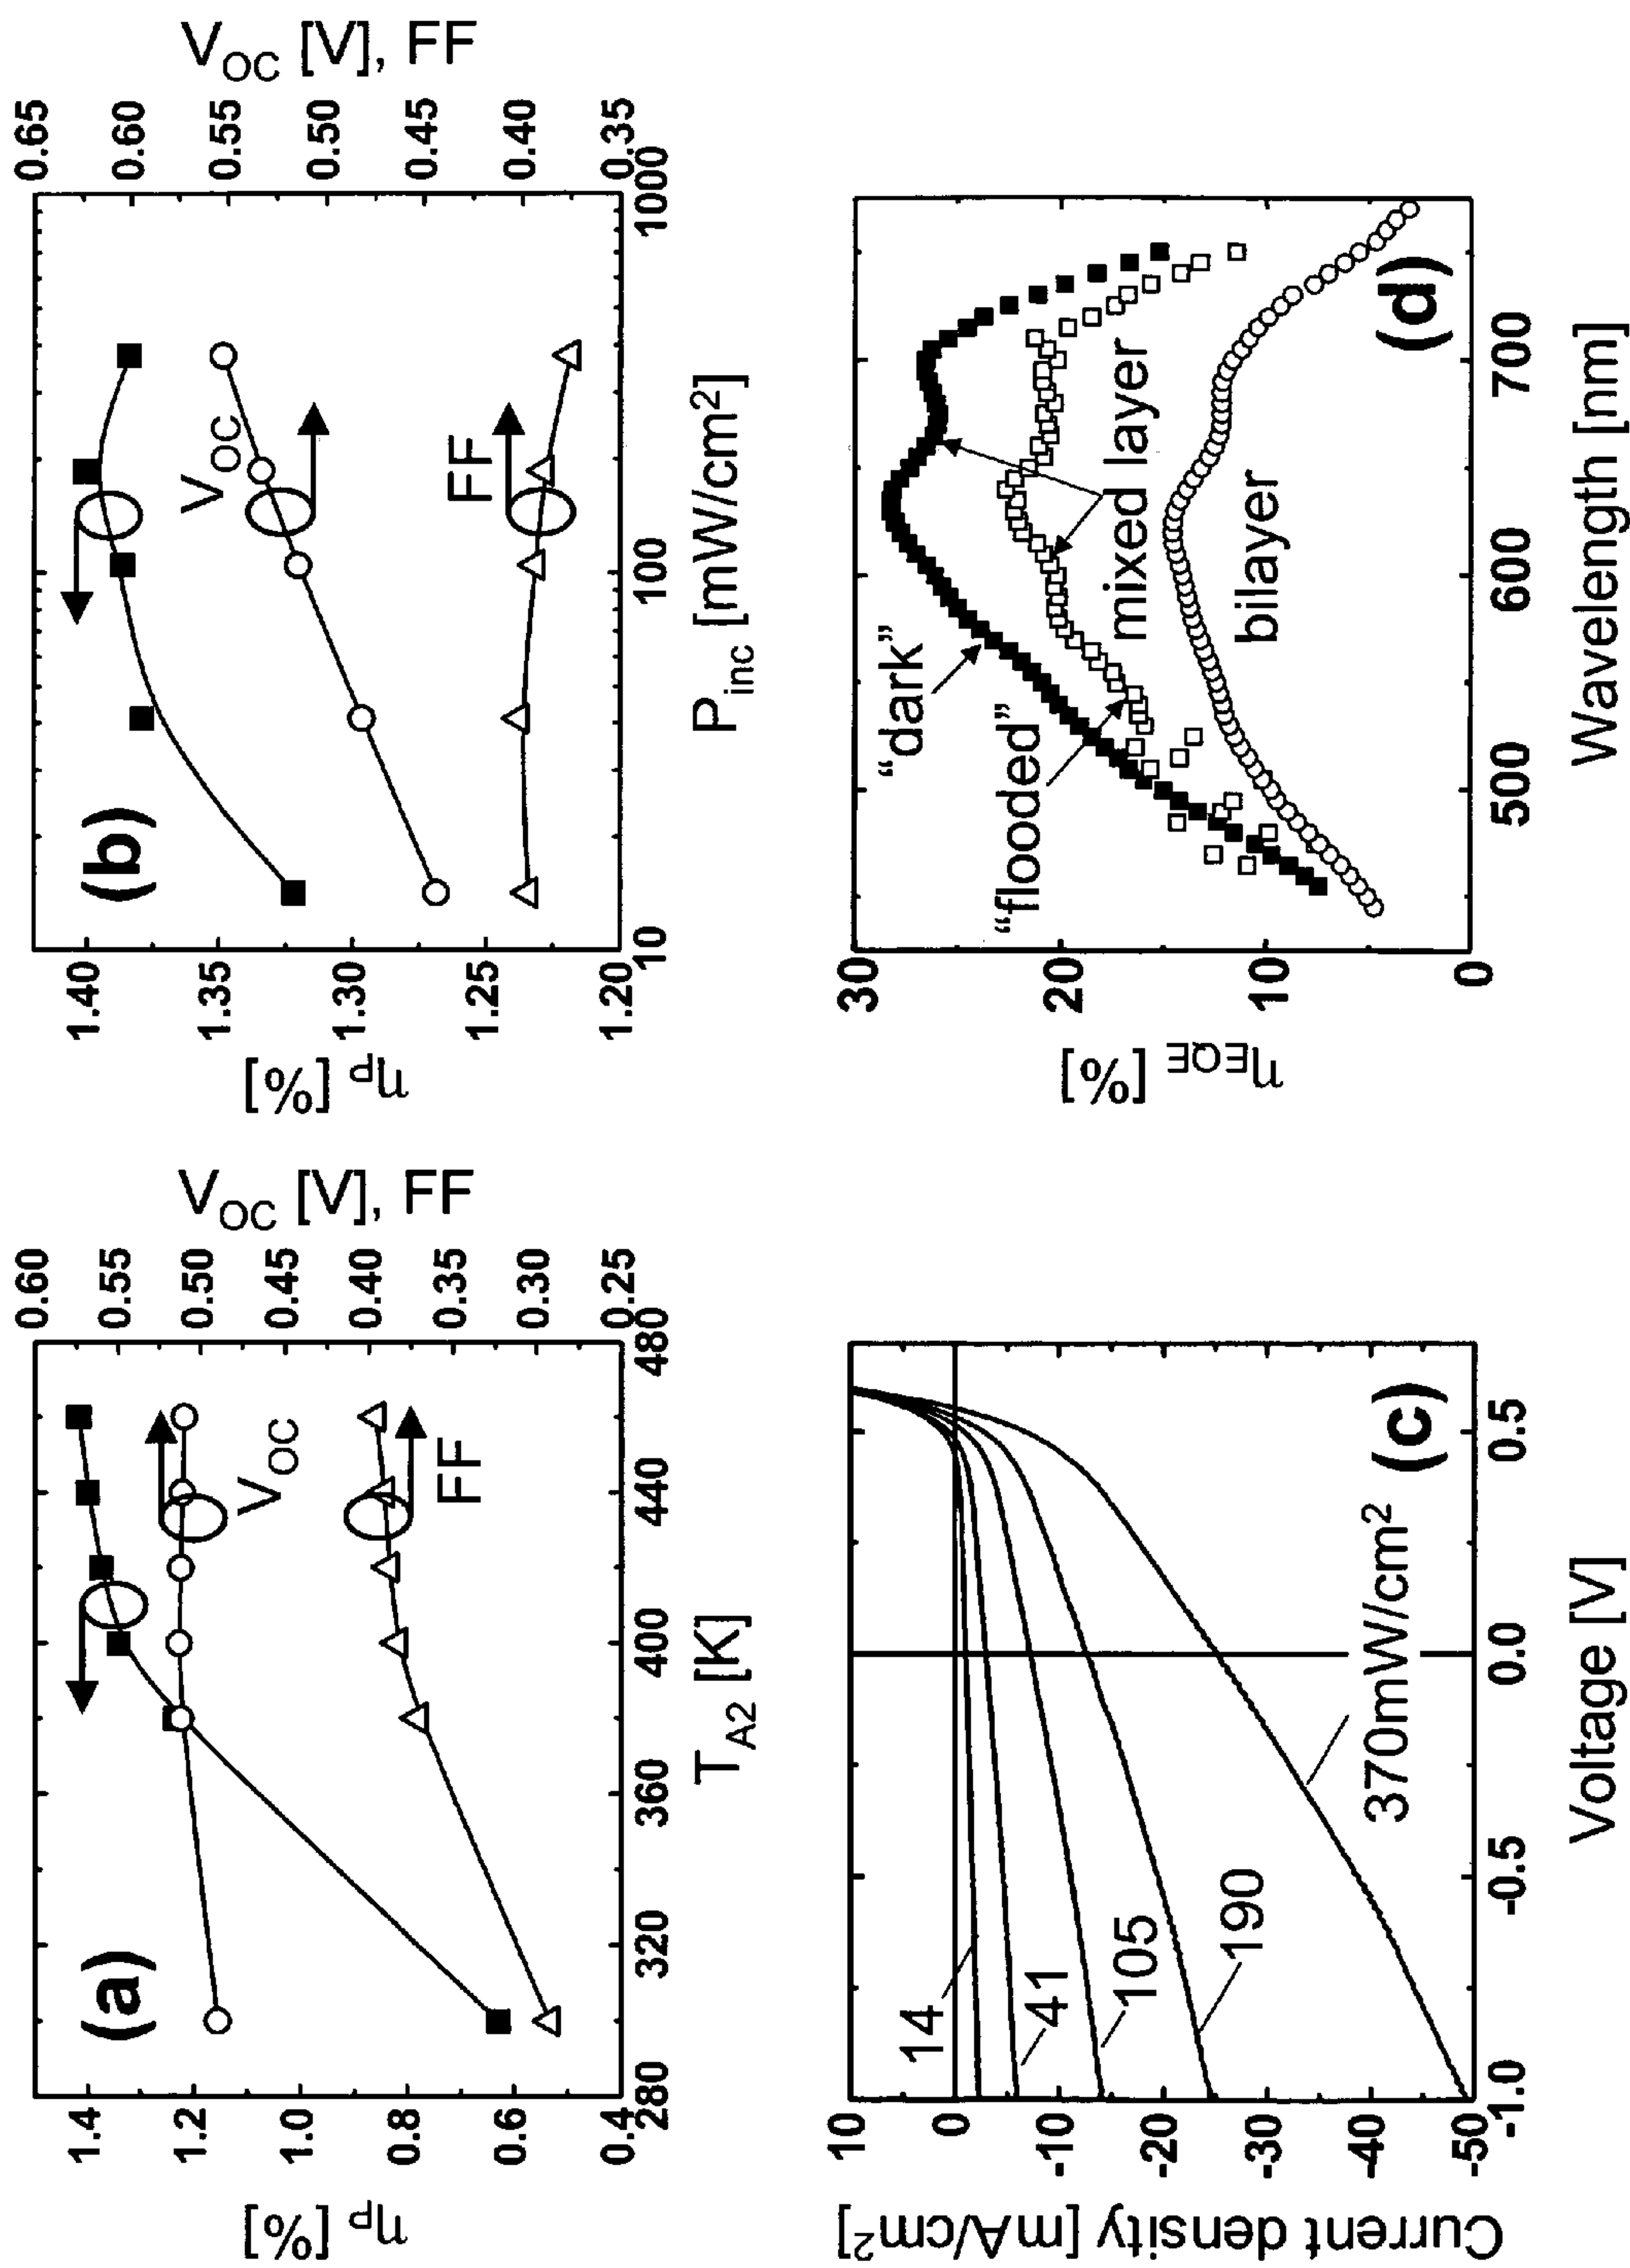 (a)
η_P [%]
1.4
1.2
1.0
0.8
0.6
0.4
280
320
360
400
440
480
T_A2 [K]
0.60
0.55
0.50
0.45
0.40
0.35
0.30
0.25
V_OC [V], FF
V_OC
FF
(b)
η_P [%]
1.40
1.35
1.30
1.25
1.20
10
100
1000
P_inc [mW/cm²]
0.65
0.60
0.55
0.50
0.45
0.40
0.35
V_OC [V], FF
V_OC
FF
(c)
Current density [mA/cm²]
10
0
-10
-20
-30
-40
-50
-1.0
-0.5
0.0
0.5
Voltage [V]
14
41
105
190
370mW/cm²
(d)
η_EQE [%]
30
20
10
0
500
600
700
Wavelength [nm]
“dark”
“flooded”
mixed layer
bilayer